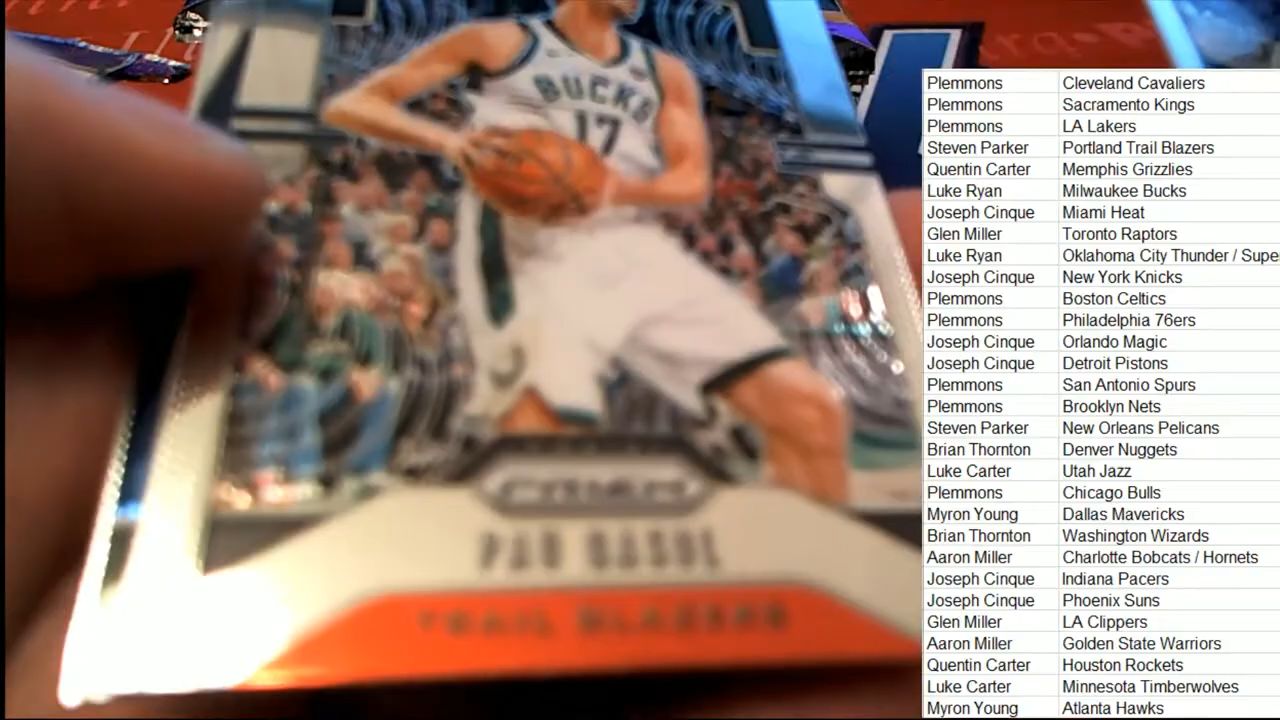 BUCKS
17
PRIZM
PAU GASOL
TRAIL BLAZERS
Plemmons Cleveland Cavaliers
Plemmons Sacramento Kings
Plemmons LA Lakers
Steven Parker Portland Trail Blazers
Quentin Carter Memphis Grizzlies
Luke Ryan Milwaukee Bucks
Joseph Cinque Miami Heat
Glen Miller Toronto Raptors
Luke Ryan Oklahoma City Thunder / Supe
Joseph Cinque New York Knicks
Plemmons Boston Celtics
Plemmons Philadelphia 76ers
Joseph Cinque Orlando Magic
Joseph Cinque Detroit Pistons
Plemmons San Antonio Spurs
Plemmons Brooklyn Nets
Steven Parker New Orleans Pelicans
Brian Thornton Denver Nuggets
Luke Carter Utah Jazz
Plemmons Chicago Bulls
Myron Young Dallas Mavericks
Brian Thornton Washington Wizards
Aaron Miller Charlotte Bobcats / Hornets
Joseph Cinque Indiana Pacers
Joseph Cinque Phoenix Suns
Glen Miller LA Clippers
Aaron Miller Golden State Warriors
Quentin Carter Houston Rockets
Luke Carter Minnesota Timberwolves
Myron Young Atlanta Hawks